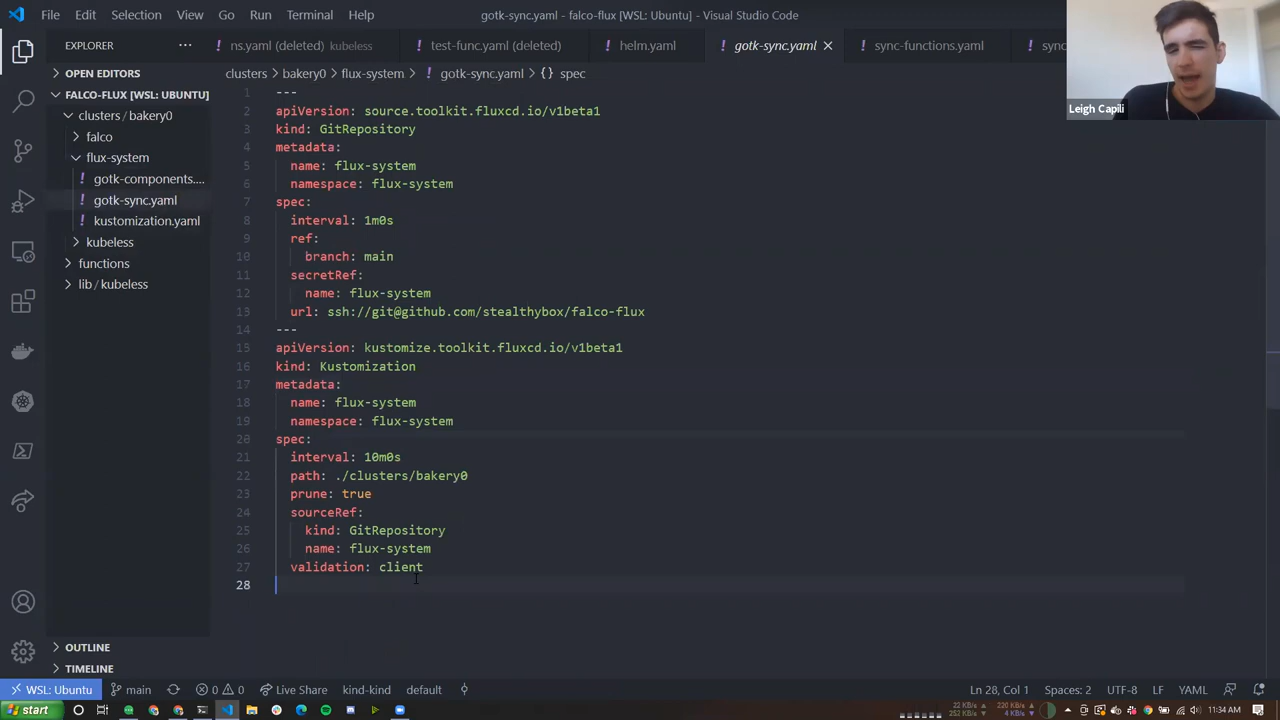 File Edit Selection View Go Run Terminal Help
gotk-sync.yaml - falco-flux [WSL: Ubuntu] - Visual Studio Code
EXPLORER ...
! ns.yaml (deleted) kubeless
! test-func.yaml (deleted)
! helm.yaml
! gotk-sync.yaml ×
! sync-functions.yaml
! sync
Leigh Capili
OPEN EDITORS
FALCO-FLUX [WSL: UBUNTU]
clusters / bakery0
falco
flux-system
! gotk-components....
! gotk-sync.yaml
! kustomization.yaml
kubeless
functions
lib / kubeless
OUTLINE
TIMELINE
clusters > bakery0 > flux-system > ! gotk-sync.yaml > {} spec
1 ---
2 apiVersion: source.toolkit.fluxcd.io/v1beta1
3 kind: GitRepository
4 metadata:
5 name: flux-system
6 namespace: flux-system
7 spec:
8 interval: 1m0s
9 ref:
10 branch: main
11 secretRef:
12 name: flux-system
13 url: ssh://git@github.com/stealthybox/falco-flux
14 ---
15 apiVersion: kustomize.toolkit.fluxcd.io/v1beta1
16 kind: Kustomization
17 metadata:
18 name: flux-system
19 namespace: flux-system
20 spec:
21 interval: 10m0s
22 path: ./clusters/bakery0
23 prune: true
24 sourceRef:
25 kind: GitRepository
26 name: flux-system
27 validation: client
28
WSL: Ubuntu main 0 0 Live Share kind-kind default
Ln 28, Col 1 Spaces: 2 UTF-8 LF YAML
start
22 KB/s 220 KB/s
252 KB/s 4 KB/s
11:34 AM